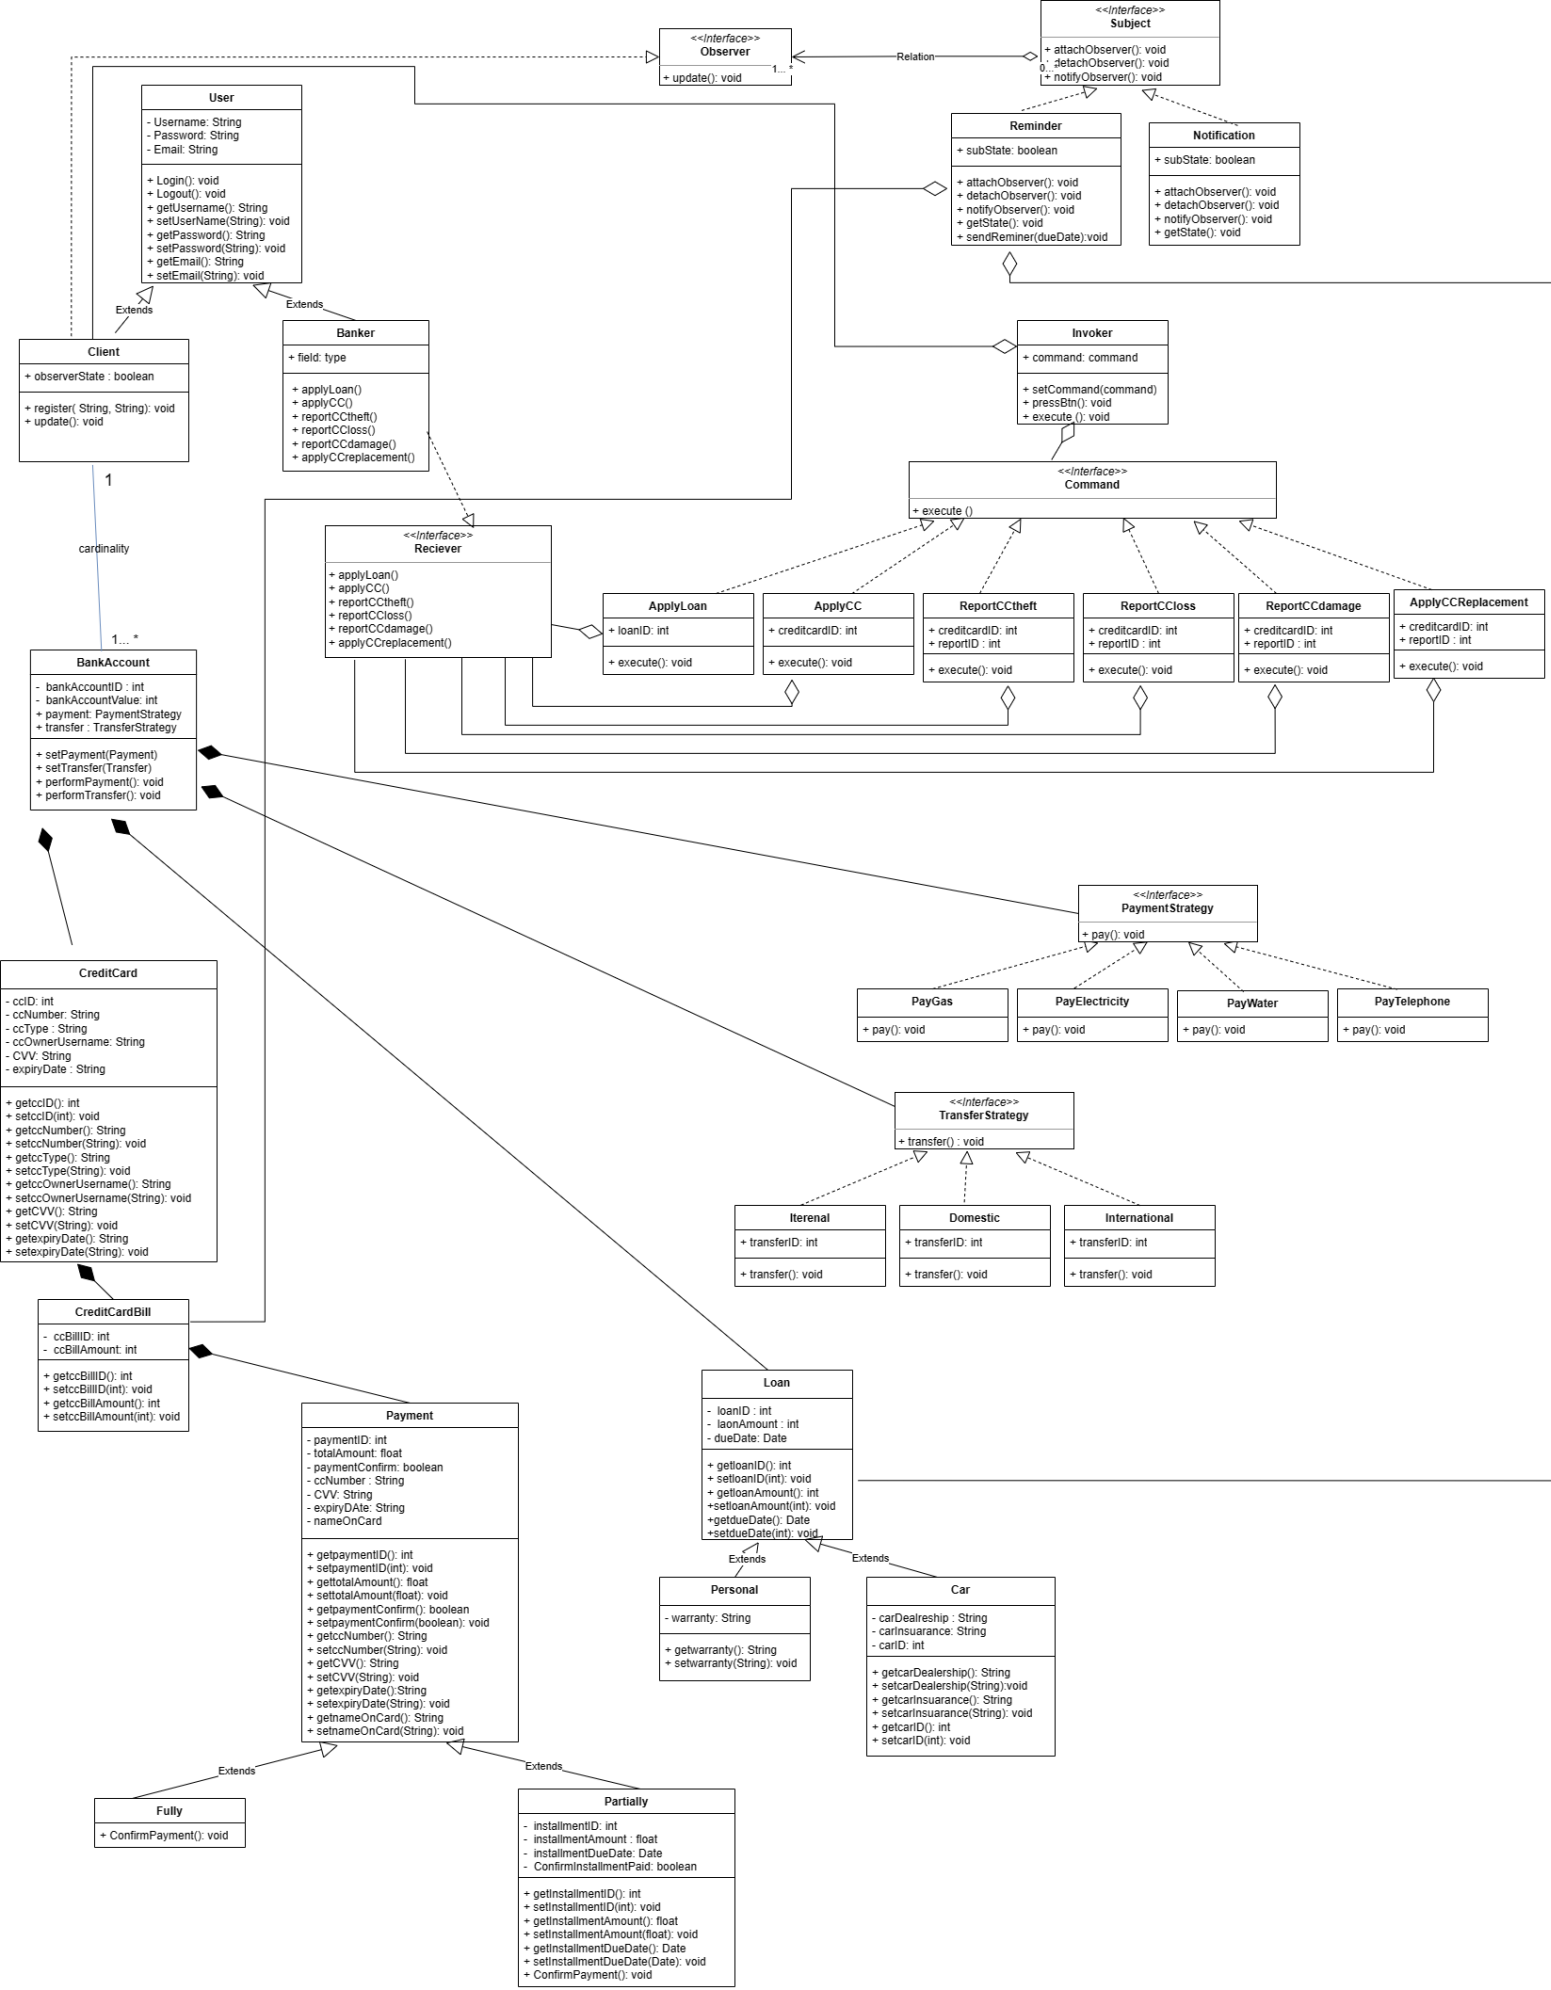 <<Interface>>
Subject
+ attachObserver(): void
+ detachObserver(): void
+ notifyObserver(): void
<<Interface>>
Observer
+ update(): void
1... *
Relation
0...
User
- Username: String
- Password: String
- Email: String
+ Login(): void
+ Logout(): void
+ getUsername(): String
+ setUserName(String): void
+ getPassword(): String
+ setPassword(String): void
+ getEmail(): String
+ setEmail(String): void
Reminder
+ subState: boolean
+ attachObserver(): void
+ detachObserver(): void
+ notifyObserver(): void
+ getState(): void
+ sendReminer(dueDate):void
Notification
+ subState: boolean
+ attachObserver(): void
+ detachObserver(): void
+ notifyObserver(): void
+ getState(): void
Extends
Extends
Client
+ observerState : boolean
+ register( String, String): void
+ update(): void
Banker
+ field: type
+ applyLoan()
+ applyCC()
+ reportCCtheft()
+ reportCCloss()
+ reportCCdamage()
+ applyCCreplacement()
Invoker
+ command: command
+ setCommand(command)
+ pressBtn(): void
+ execute (): void
<<Interface>>
Command
+ execute ()
1
cardinality
1... *
<<Interface>>
Reciever
+ applyLoan()
+ applyCC()
+ reportCCtheft()
+ reportCCloss()
+ reportCCdamage()
+ applyCCreplacement()
ApplyLoan
+ loanID: int
+ execute(): void
ApplyCC
+ creditcardID: int
+ execute(): void
ReportCCtheft
+ creditcardID: int
+ reportID : int
+ execute(): void
ReportCCloss
+ creditcardID: int
+ reportID : int
+ execute(): void
ReportCCdamage
+ creditcardID: int
+ reportID : int
+ execute(): void
ApplyCCReplacement
+ creditcardID: int
+ reportID : int
+ execute(): void
BankAccount
- bankAccountID : int
- bankAccountValue: int
+ payment: PaymentStrategy
+ transfer : TransferStrategy
+ setPayment(Payment)
+ setTransfer(Transfer)
+ performPayment(): void
+ performTransfer(): void
<<Interface>>
PaymentStrategy
+ pay(): void
PayGas
+ pay(): void
PayElectricity
+ pay(): void
PayWater
+ pay(): void
PayTelephone
+ pay(): void
CreditCard
- ccID: int
- ccNumber: String
- ccType : String
- ccOwnerUsername: String
- CVV: String
- expiryDate : String
+ getccID(): int
+ setccID(int): void
+ getccNumber(): String
+ setccNumber(String): void
+ getccType(): String
+ setccType(String): void
+ getccOwnerUsername(): String
+ setccOwnerUsername(String): void
+ getCVV(): String
+ setCVV(String): void
+ getexpiryDate(): String
+ setexpiryDate(String): void
<<Interface>>
TransferStrategy
+ transfer() : void
Iterenal
+ transferID: int
+ transfer(): void
Domestic
+ transferID: int
+ transfer(): void
International
+ transferID: int
+ transfer(): void
CreditCardBill
- ccBillID: int
- ccBillAmount: int
+ getccBillID(): int
+ setccBillID(int): void
+ getccBillAmount(): int
+ setccBillAmount(int): void
Payment
- paymentID: int
- totalAmount: float
- paymentConfirm: boolean
- ccNumber : String
- CVV: String
- expiryDAte: String
- nameOnCard
+ getpaymentID(): int
+ setpaymentID(int): void
+ gettotalAmount(): float
+ settotalAmount(float): void
+ getpaymentConfirm(): boolean
+ setpaymentConfirm(boolean): void
+ getccNumber(): String
+ setccNumber(String): void
+ getCVV(): String
+ setCVV(String): void
+ getexpiryDate():String
+ setexpiryDate(String): void
+ getnameOnCard(): String
+ setnameOnCard(String): void
Loan
- loanID : int
- laonAmount : int
- dueDate: Date
+ getloanID(): int
+ setloanID(int): void
+ getloanAmount(): int
+setloanAmount(int): void
+getdueDate(): Date
+setdueDate(int): void
Extends
Extends
Personal
- warranty: String
+ getwarranty(): String
+ setwarranty(String): void
Car
- carDealreship : String
- carInsuarance: String
- carID: int
+ getcarDealership(): String
+ setcarDealership(String):void
+ getcarInsuarance(): String
+ setcarInsuarance(String): void
+ getcarID(): int
+ setcarID(int): void
Extends
Extends
Fully
+ ConfirmPayment(): void
Partially
- installmentID: int
- installmentAmount : float
- installmentDueDate: Date
- ConfirmInstallmentPaid: boolean
+ getInstallmentID(): int
+ setInstallmentID(int): void
+ getInstallmentAmount(): float
+ setInstallmentAmount(float): void
+ getInstallmentDueDate(): Date
+ setInstallmentDueDate(Date): void
+ ConfirmPayment(): void